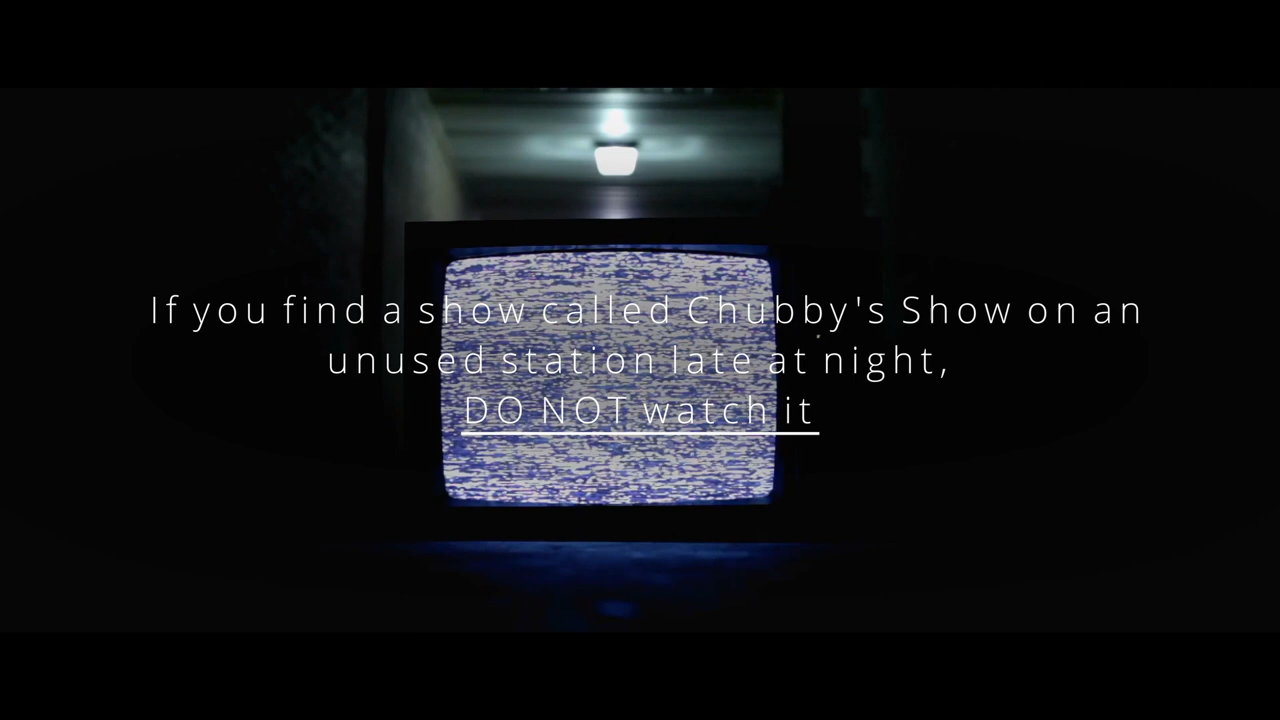 If you find a show called Chubby's Show on an
unused station late at night,
DO NOT watch it